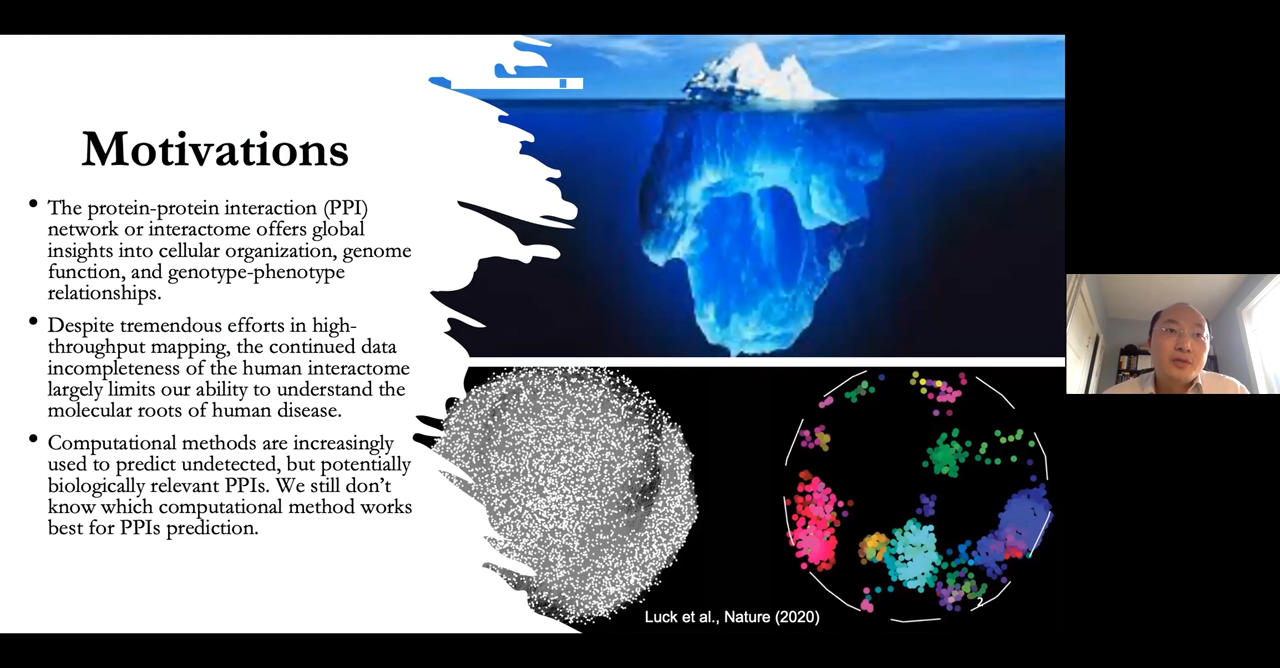 Motivations
• The protein-protein interaction (PPI)
network or interactome offers global
insights into cellular organization, genome
function, and genotype-phenotype
relationships.
• Despite tremendous efforts in high-
throughput mapping, the continued data
incompleteness of the human interactome
largely limits our ability to understand the
molecular roots of human disease.
• Computational methods are increasingly
used to predict undetected, but potentially
biologically relevant PPIs. We still don’t
know which computational method works
best for PPIs prediction.
2
Luck et al., Nature (2020)